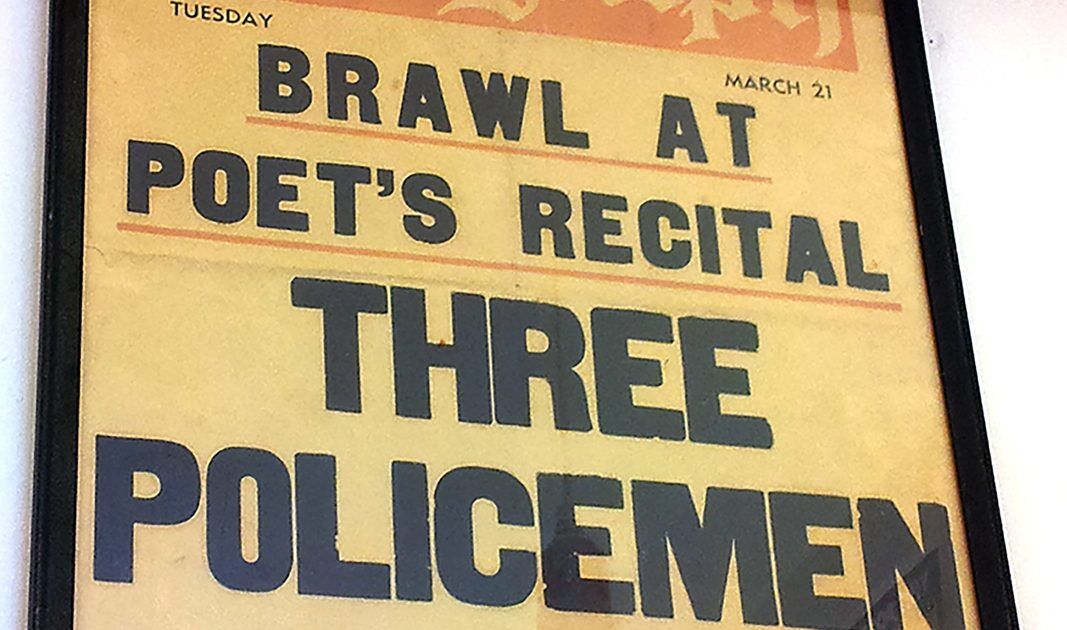 TUESDAY
MARCH 21
BRAWL AT
POET'S RECITAL
THREE
POLICEMEN